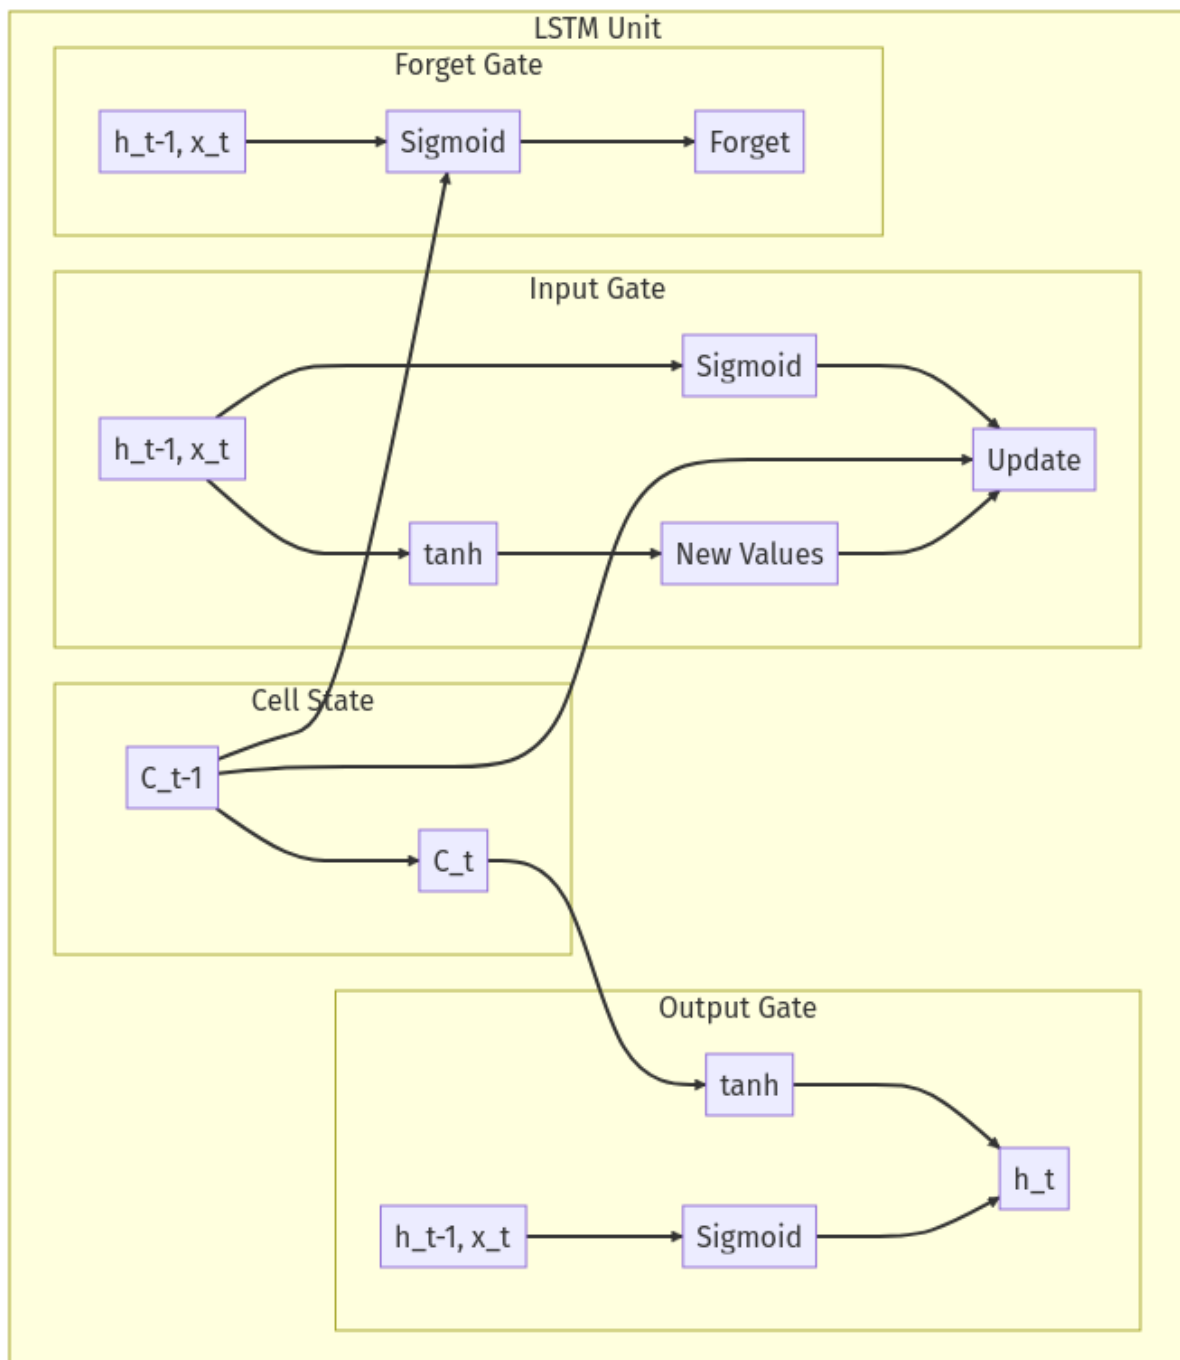 LSTM Unit
Forget Gate
h_t-1, x_t
Sigmoid
Forget
Input Gate
Sigmoid
h_t-1, x_t
Update
tanh
New Values
Cell State
C_t-1
C_t
Output Gate
tanh
h_t
h_t-1, x_t
Sigmoid